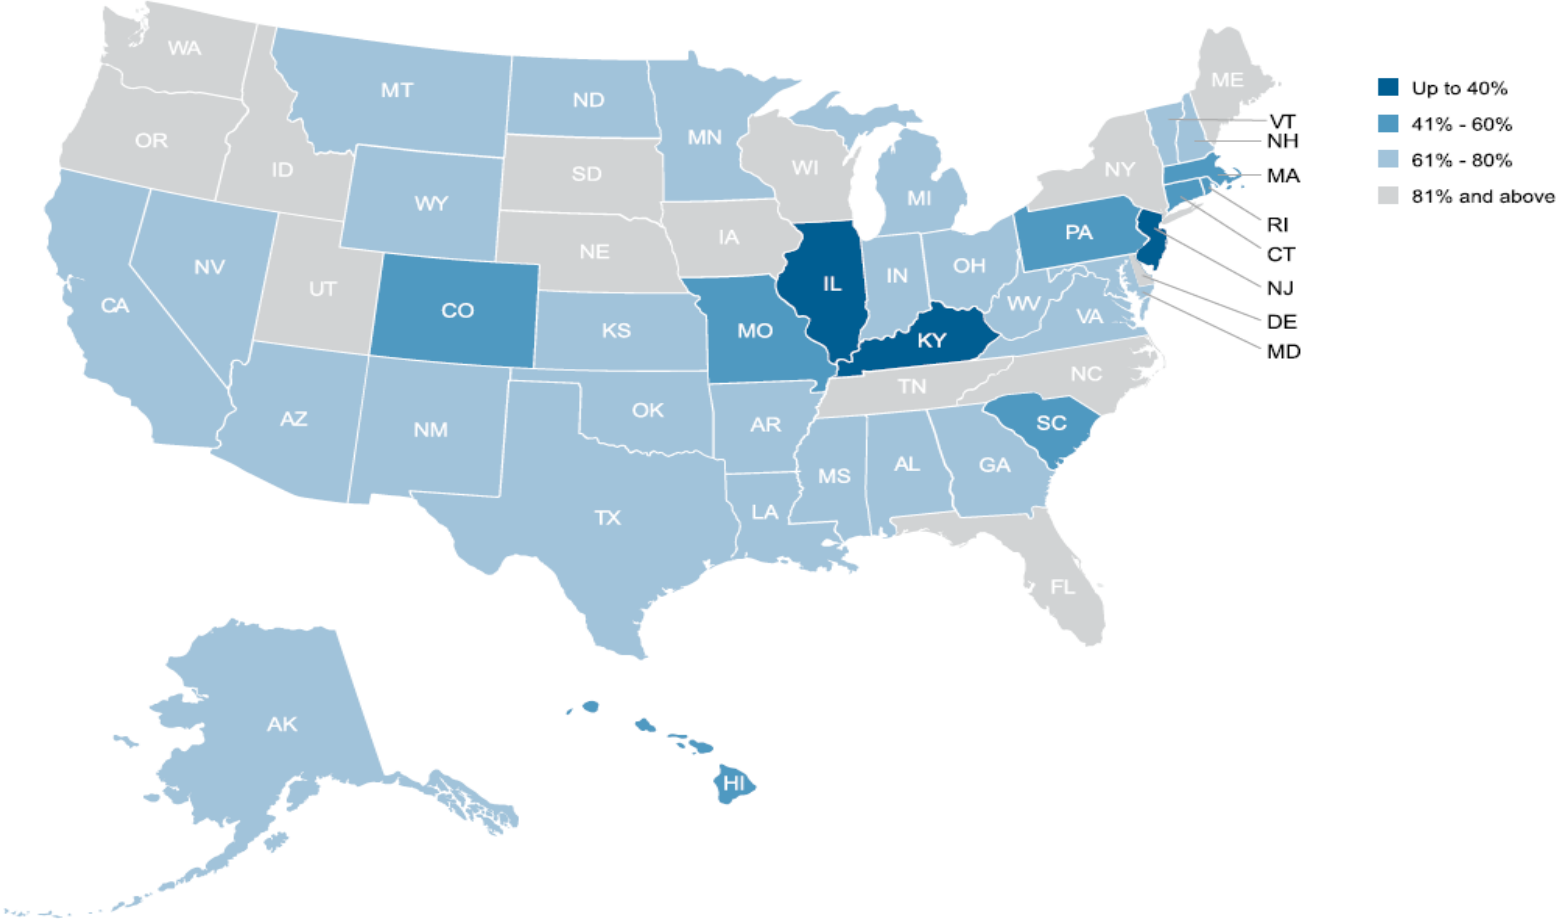 WA
OR
ID
MT
ND
MN
SD
WI
WY
NE
IA
MI
NY
ME
VT
NH
MA
RI
CT
NJ
DE
MD
CA
NV
UT
CO
KS
MO
IL
IN
OH
PA
WV
VA
KY
TN
NC
SC
AZ
NM
OK
AR
TX
LA
MS
AL
GA
FL
AK
HI
Up to 40%
41% - 60%
61% - 80%
81% and above